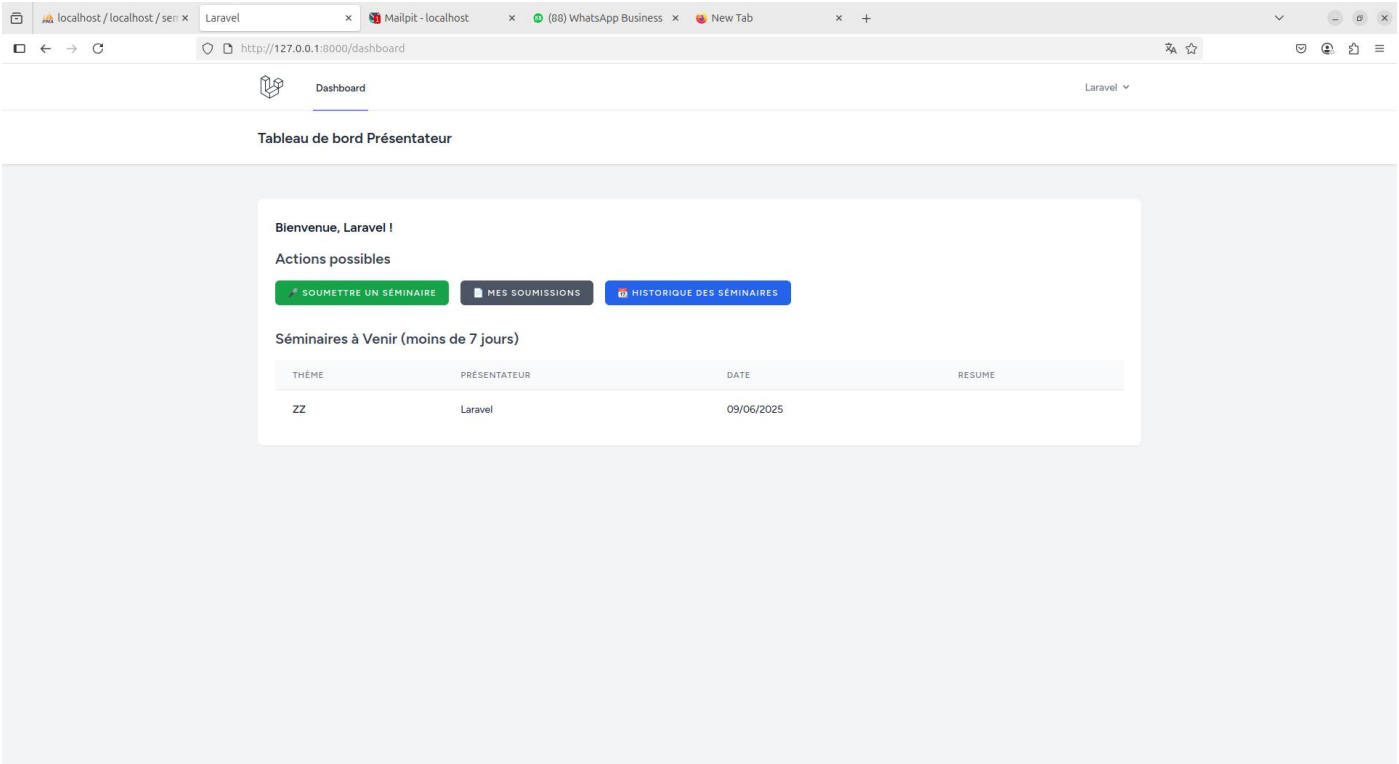 localhost / localhost / sem
Laravel
Mailpit - localhost
(88) WhatsApp Business
New Tab
http://127.0.0.1:8000/dashboard
Dashboard
Laravel
Tableau de bord Présentateur
Bienvenue, Laravel !
Actions possibles
SOUMETTRE UN SÉMINAIRE
MES SOUMISSIONS
HISTORIQUE DES SÉMINAIRES
Séminaires à Venir (moins de 7 jours)
THÈME PRÉSENTATEUR DATE RESUME
ZZ Laravel 09/06/2025